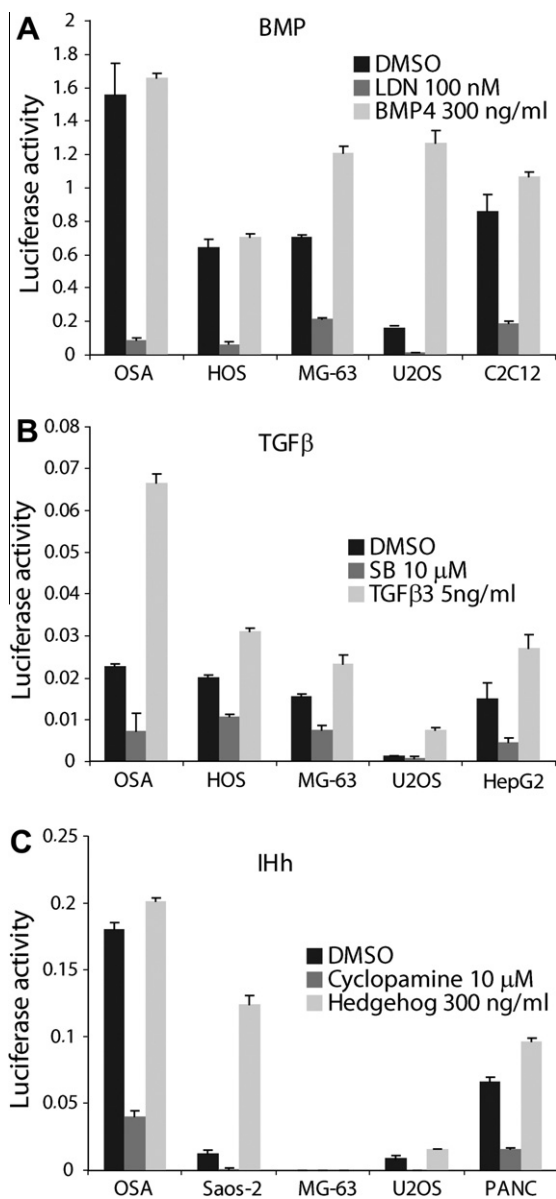 A
BMP
DMSO
LDN 100 nM
BMP4 300 ng/ml
Luciferase activity
2
1.8
1.6
1.4
1.2
1
0.8
0.6
0.4
0.2
0
OSA HOS MG-63 U2OS C2C12
B
TGFβ
DMSO
SB 10 μM
TGFβ3 5ng/ml
Luciferase activity
0.08
0.07
0.06
0.05
0.04
0.03
0.02
0.01
0
OSA HOS MG-63 U2OS HepG2
C
IHh
DMSO
Cyclopamine 10 μM
Hedgehog 300 ng/ml
Luciferase activity
0.25
0.2
0.15
0.1
0.05
0
OSA Saos-2 MG-63 U2OS PANC